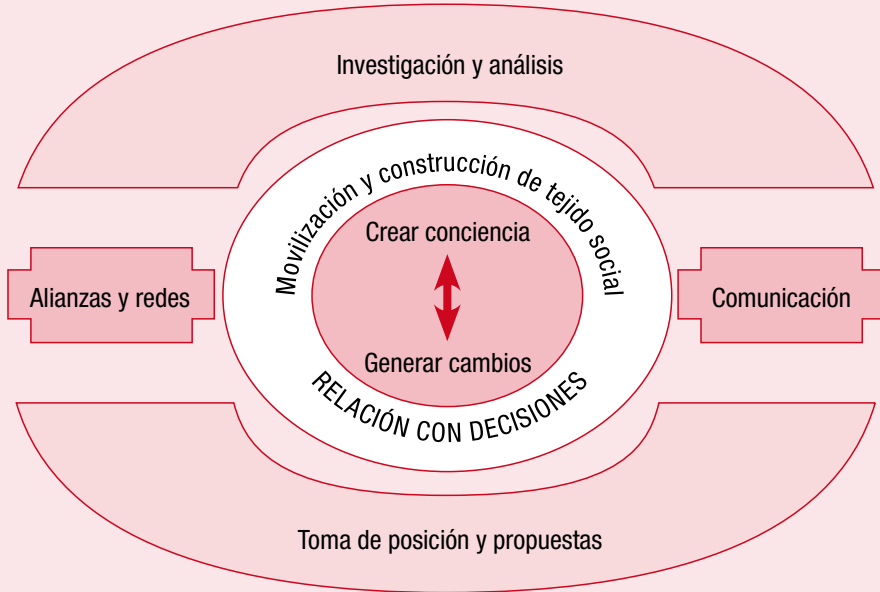 Investigación y análisis
Movilización y construcción de tejido social
Crear conciencia
Alianzas y redes
Comunicación
Generar cambios
RELACIÓN CON DECISIONES
Toma de posición y propuestas